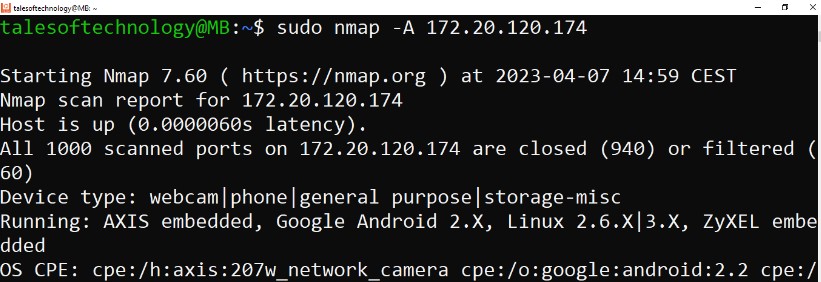 talesoftechnology@MB: ~
talesoftechnology@MB:~$ sudo nmap -A 172.20.120.174
Starting Nmap 7.60 ( https://nmap.org ) at 2023-04-07 14:59 CEST
Nmap scan report for 172.20.120.174
Host is up (0.0000060s latency).
All 1000 scanned ports on 172.20.120.174 are closed (940) or filtered (
60)
Device type: webcam|phone|general purpose|storage-misc
Running: AXIS embedded, Google Android 2.X, Linux 2.6.X|3.X, ZyXEL embe
dded
OS CPE: cpe:/h:axis:207w_network_camera cpe:/o:google:android:2.2 cpe:/